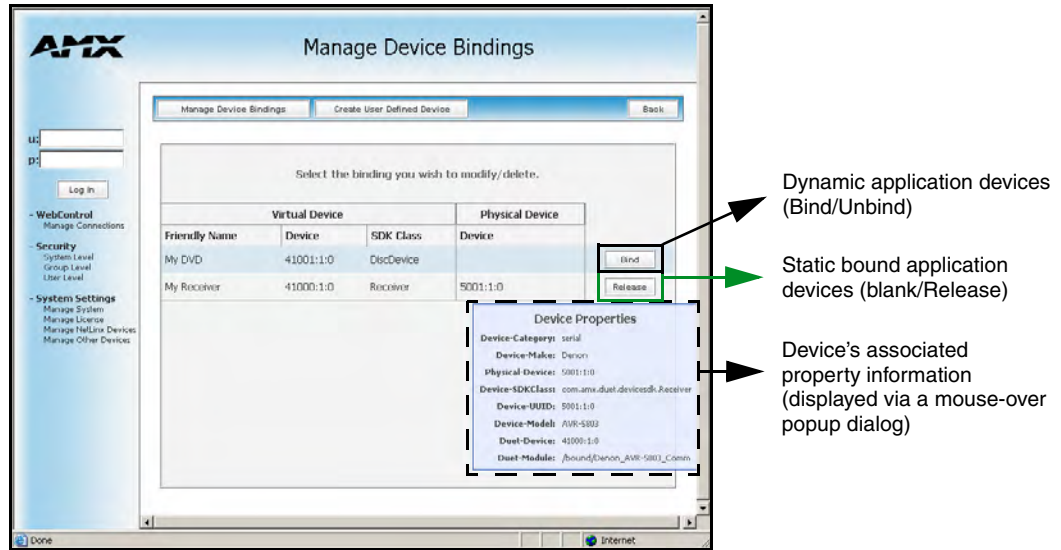 AMX
Manage Device Bindings
Manage Device Bindings
Create User Defined Device
Back
u:
p:
Log In
- WebControl
Manage Connections
- Security
System Level
Group Level
User Level
- System Settings
Manage System
Manage License
Manage NetLinx Devices
Manage Other Devices
Select the binding you wish to modify/delete.
Virtual Device Physical Device
Friendly Name Device SDK Class Device
My DVD 41001:1:0 DiscDevice Bind
My Receiver 41000:1:0 Receiver 5001:1:0 Release
Device Properties
Device-Category: serial
Device-Make: Denon
Physical-Device: 5001:1:0
Device-SDKClass: com.amx.duet.devicesdk.Receiver
Device-UUID: 5001:1:0
Device-Model: AVR-5803
Duet-Device: 41000:1:0
Duet-Module: /bound/Denon_AVR-5803_Comm
Done
Internet
Dynamic application devices
(Bind/Unbind)
Static bound application
devices (blank/Release)
Device's associated
property information
(displayed via a mouse-over
popup dialog)